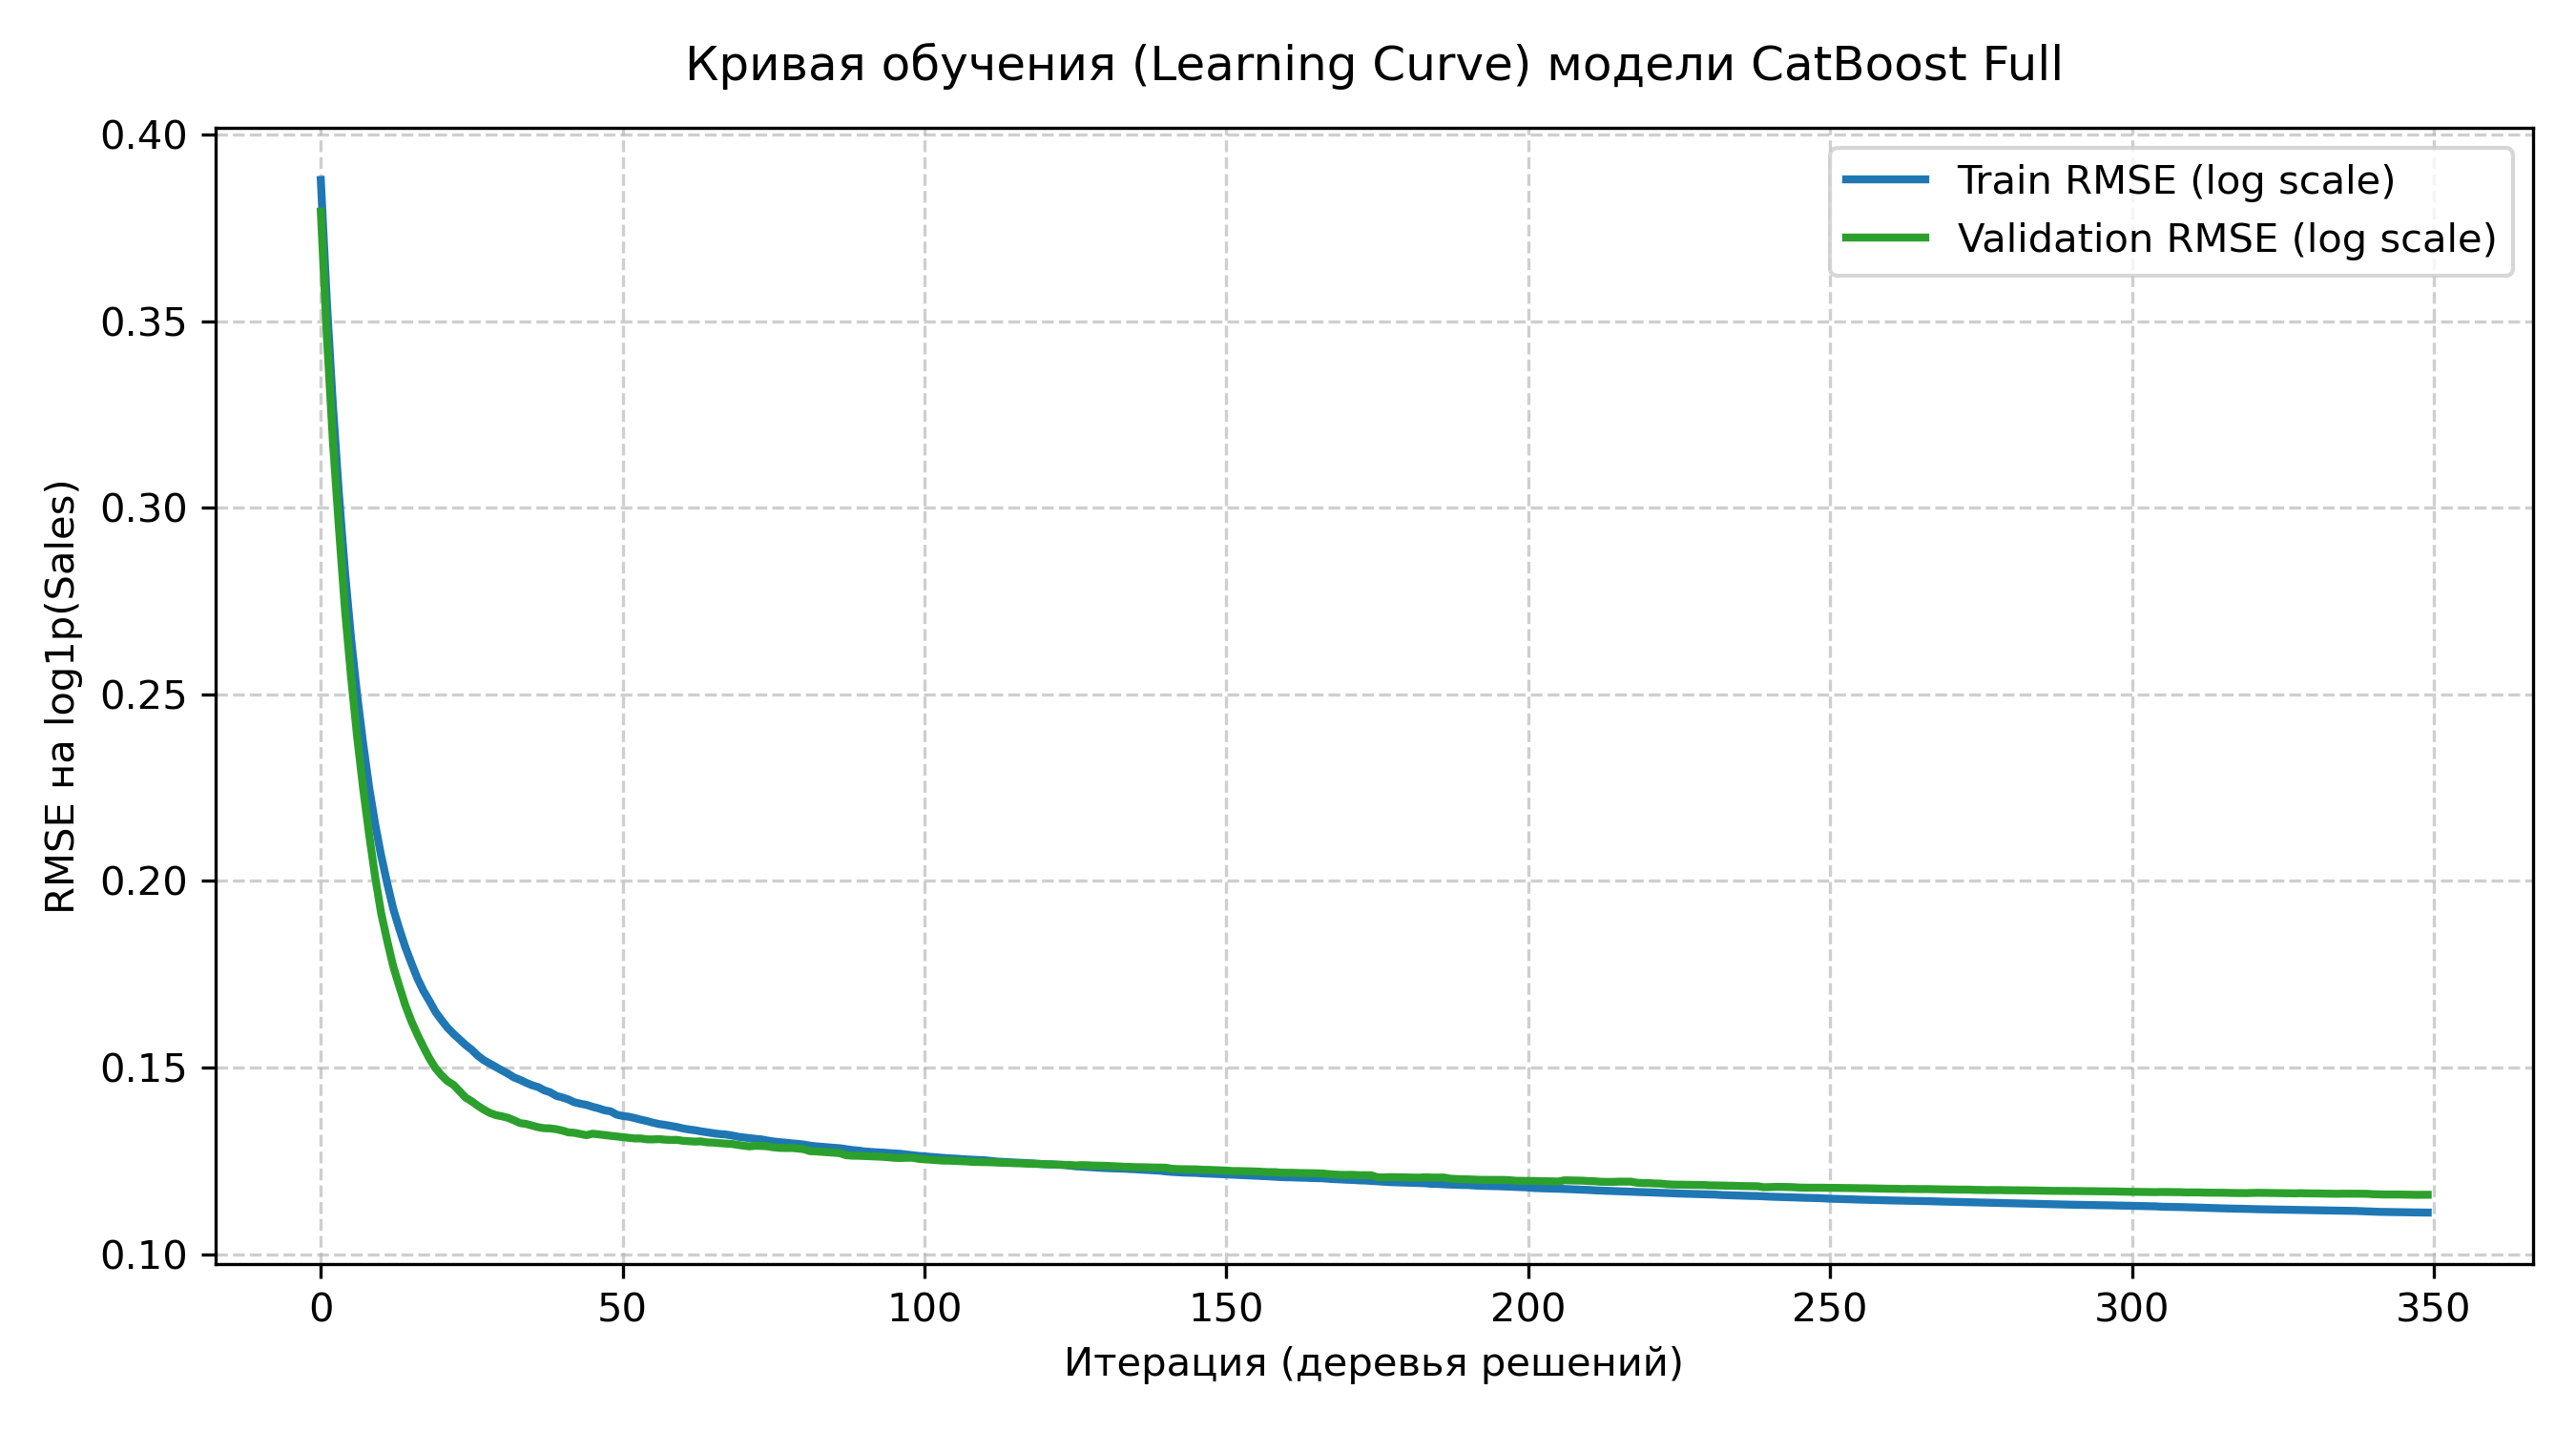 Кривая обучения (Learning Curve) модели CatBoost Full
0.40
0.35
0.30
0.25
0.20
0.15
0.10
RMSE на log1p(Sales)
Train RMSE (log scale)
Validation RMSE (log scale)
0 50 100 150 200 250 300 350
Итерация (деревья решений)